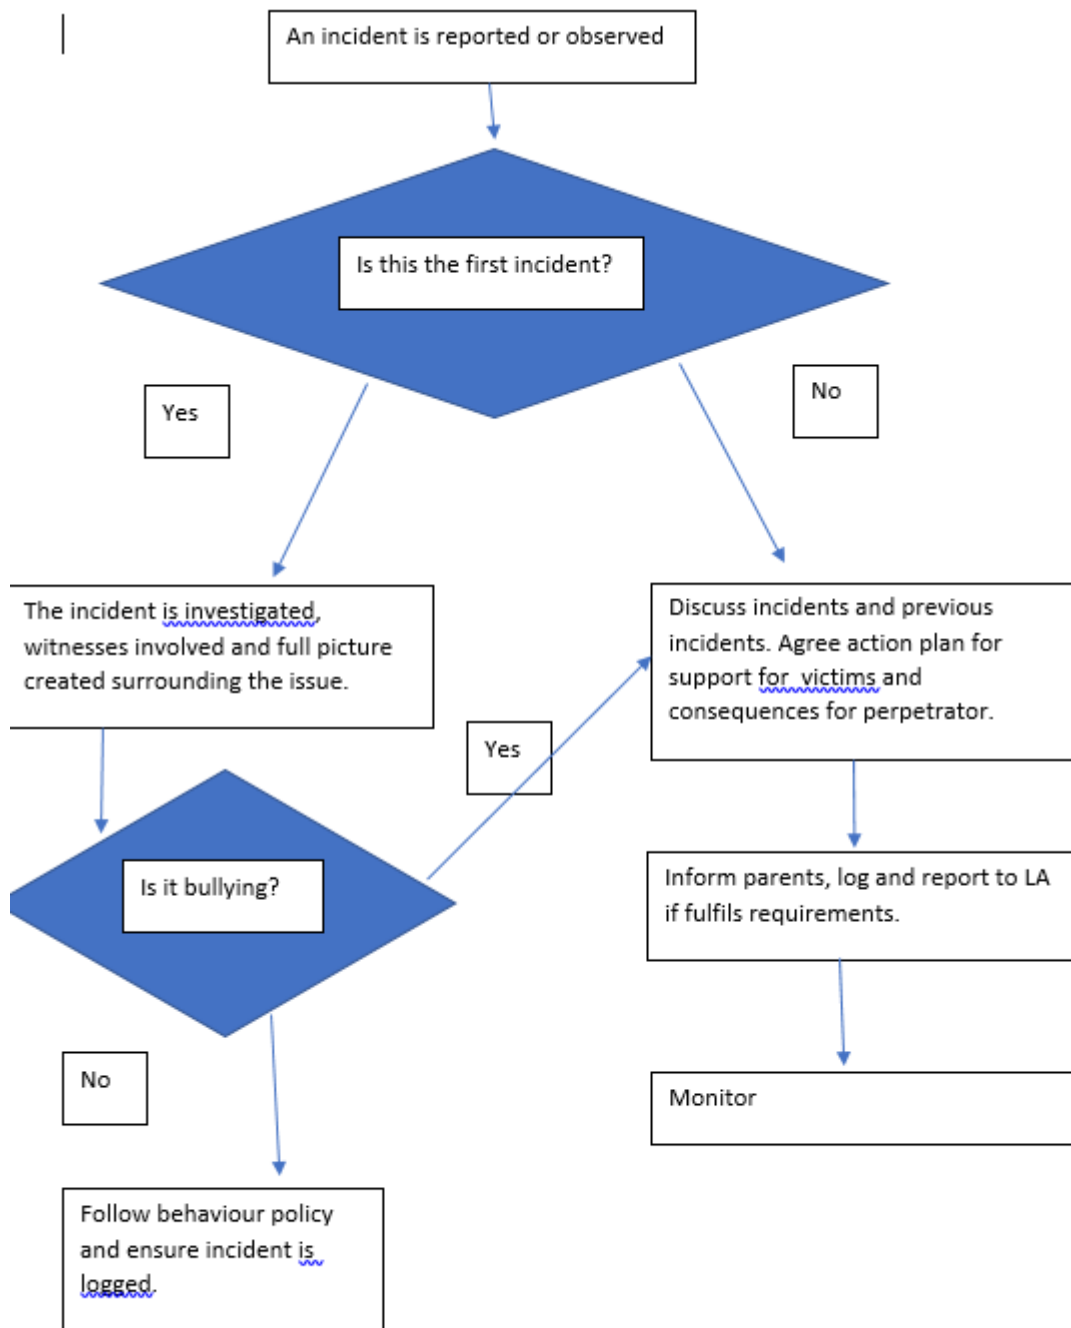 An incident is reported or observed
Is this the first incident?
Yes
No
The incident is investigated,
witnesses involved and full picture
created surrounding the issue.
Discuss incidents and previous
incidents. Agree action plan for
support for  victims and
consequences for perpetrator.
Yes
Is it bullying?
Inform parents, log and report to LA
if fulfils requirements.
No
Monitor
Follow behaviour policy
and ensure incident is
logged.